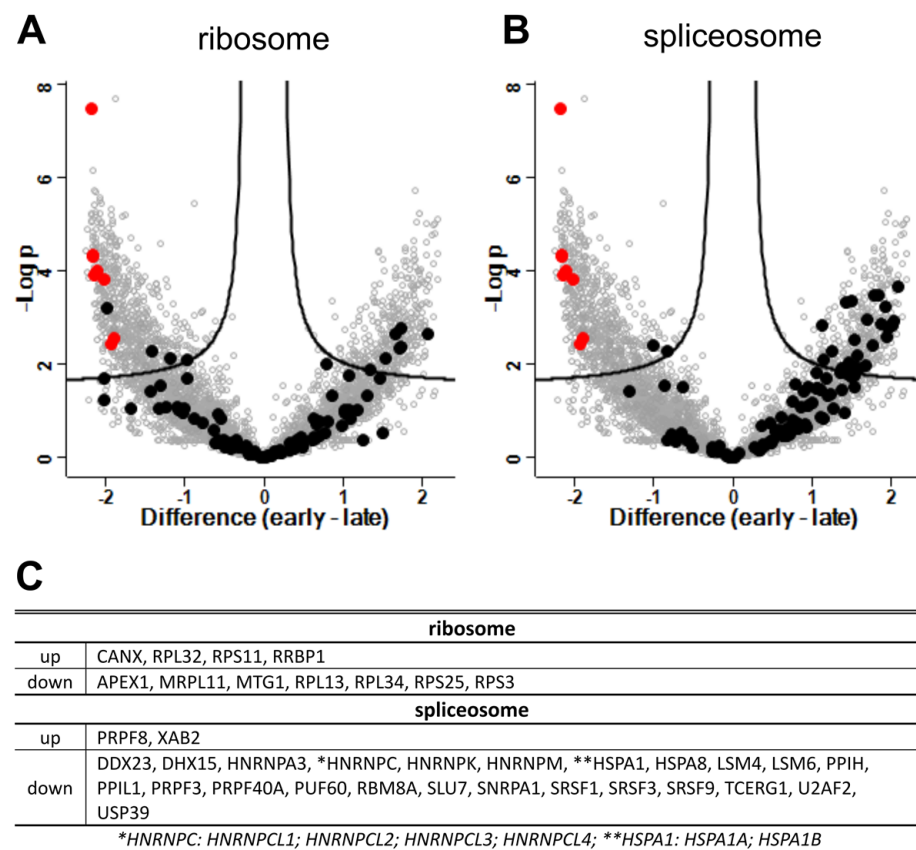 A
ribosome
8
6
4
2
0
-Log p
-2 -1 0 1 2
Difference (early - late)
B
spliceosome
8
6
4
2
0
-Log p
-2 -1 0 1 2
Difference (early - late)
C
ribosome
up CANX, RPL32, RPS11, RRBP1
down APEX1, MRPL11, MTG1, RPL13, RPL34, RPS25, RPS3
spliceosome
up PRPF8, XAB2
DDX23, DHX15, HNRNPA3, *HNRNPC, HNRNPK, HNRNPM, **HSPA1, HSPA8, LSM4, LSM6, PPIH,
down PPIL1, PRPF3, PRPF40A, PUF60, RBM8A, SLU7, SNRPA1, SRSF1, SRSF3, SRSF9, TCERG1, U2AF2,
USP39
*HNRNPC: HNRNPCL1; HNRNPCL2; HNRNPCL3; HNRNPCL4; **HSPA1: HSPA1A; HSPA1B